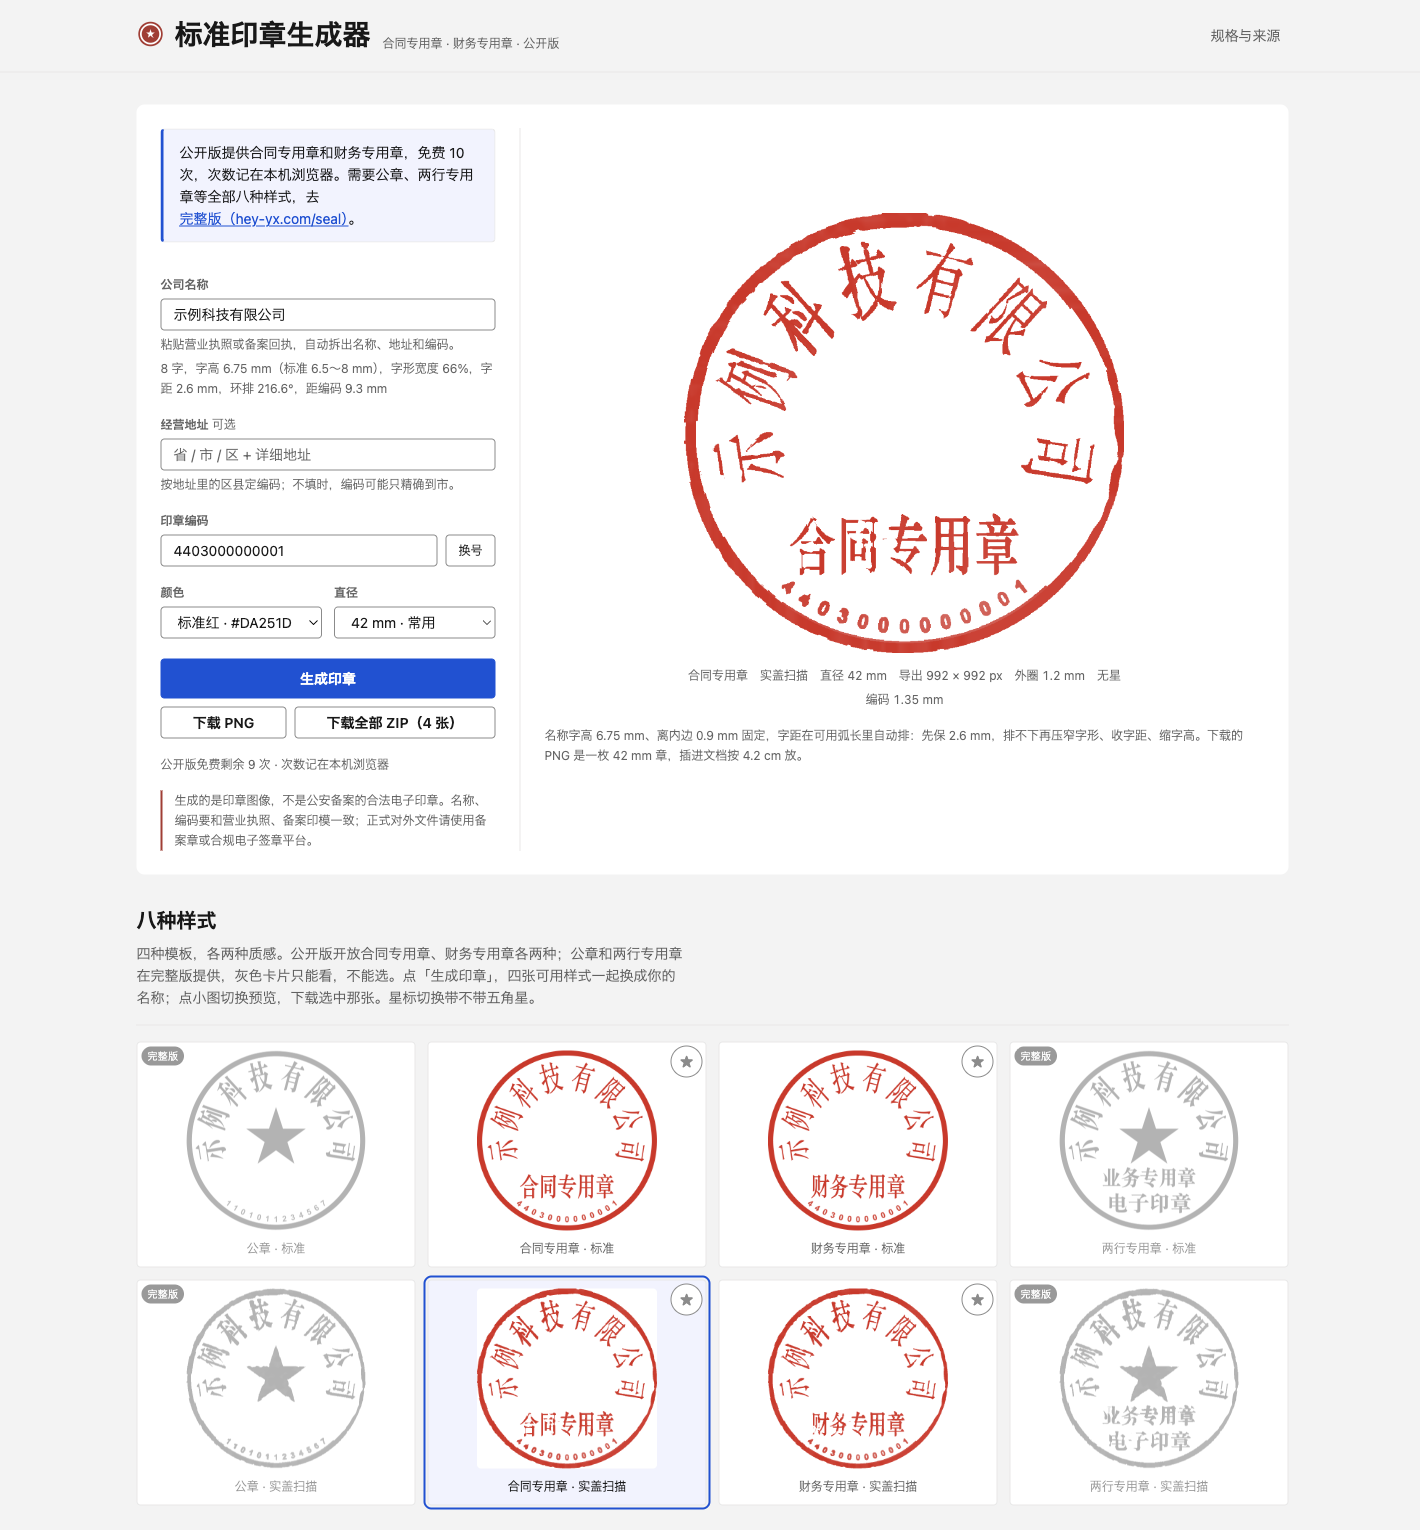 标准印章生成器
合同专用章 · 财务专用章 · 公开版
规格与来源
公开版提供合同专用章和财务专用章，免费 10
次，次数记在本机浏览器。需要公章、两行专用
章等全部八种样式，去
完整版（hey-yx.com/seal）。
公司名称
示例科技有限公司
粘贴营业执照或备案回执，自动拆出名称、地址和编码。
8 字，字高 6.75 mm（标准 6.5～8 mm），字形宽度 66%，字
距 2.6 mm，环排 216.6°，距编码 9.3 mm
经营地址 可选
省 / 市 / 区 + 详细地址
按地址里的区县定编码；不填时，编码可能只精确到市。
印章编码
4403000000001
换号
颜色
直径
标准红 · #DA251D
42 mm · 常用
生成印章
下载 PNG
下载全部 ZIP（4 张）
公开版免费剩余 9 次 · 次数记在本机浏览器
生成的是印章图像，不是公安备案的合法电子印章。名称、
编码要和营业执照、备案印模一致；正式对外文件请使用备
案章或合规电子签章平台。
示例科技有限公司
合同专用章
4403000000001
合同专用章 实盖扫描 直径 42 mm 导出 992 × 992 px 外圈 1.2 mm 无星
编码 1.35 mm
名称字高 6.75 mm、离内边 0.9 mm 固定，字距在可用弧长里自动排：先保 2.6 mm，排不下再压窄字形、收字距、缩字高。下载的
PNG 是一枚 42 mm 章，插进文档按 4.2 cm 放。
八种样式
四种模板，各两种质感。公开版开放合同专用章、财务专用章各两种；公章和两行专用章
在完整版提供，灰色卡片只能看，不能选。点「生成印章」，四张可用样式一起换成你的
名称；点小图切换预览，下载选中那张。星标切换带不带五角星。
完整版
示例科技有限公司
1101011234567
公章 · 标准
示例科技有限公司
合同专用章
4403000000001
合同专用章 · 标准
示例科技有限公司
财务专用章
4403000000001
财务专用章 · 标准
完整版
示例科技有限公司
业务专用章
电子印章
两行专用章 · 标准
完整版
示例科技有限公司
1101011234567
公章 · 实盖扫描
示例科技有限公司
合同专用章
4403000000001
合同专用章 · 实盖扫描
示例科技有限公司
财务专用章
4403000000001
财务专用章 · 实盖扫描
完整版
示例科技有限公司
业务专用章
电子印章
两行专用章 · 实盖扫描